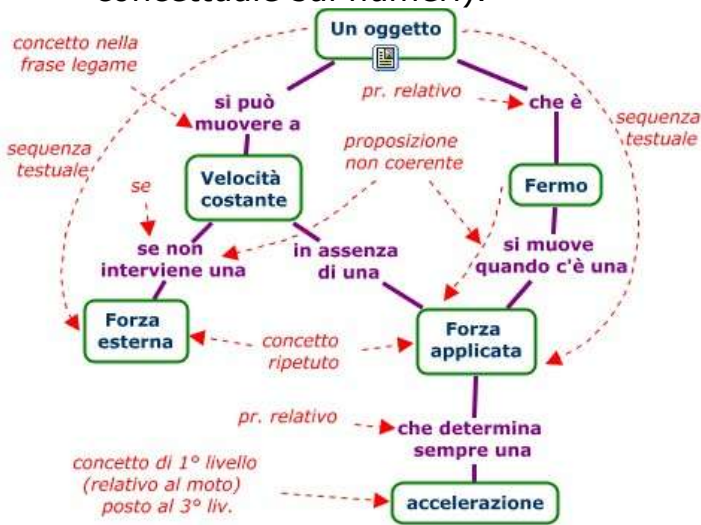 concettuale sui numeri).
Un oggetto
concetto nella
frase legame
pr. relativo
che è
si può
muovere a
sequenza
testuale
sequenza
testuale
proposizione
non coerente
se
Velocità
costante
Fermo
se non
interviene una
in assenza
di una
si muove
quando c'è una
Forza
esterna
concetto
ripetuto
Forza
applicata
pr. relativo
che determina
sempre una
concetto di 1° livello
(relativo al moto)
posto al 3° liv.
accelerazione